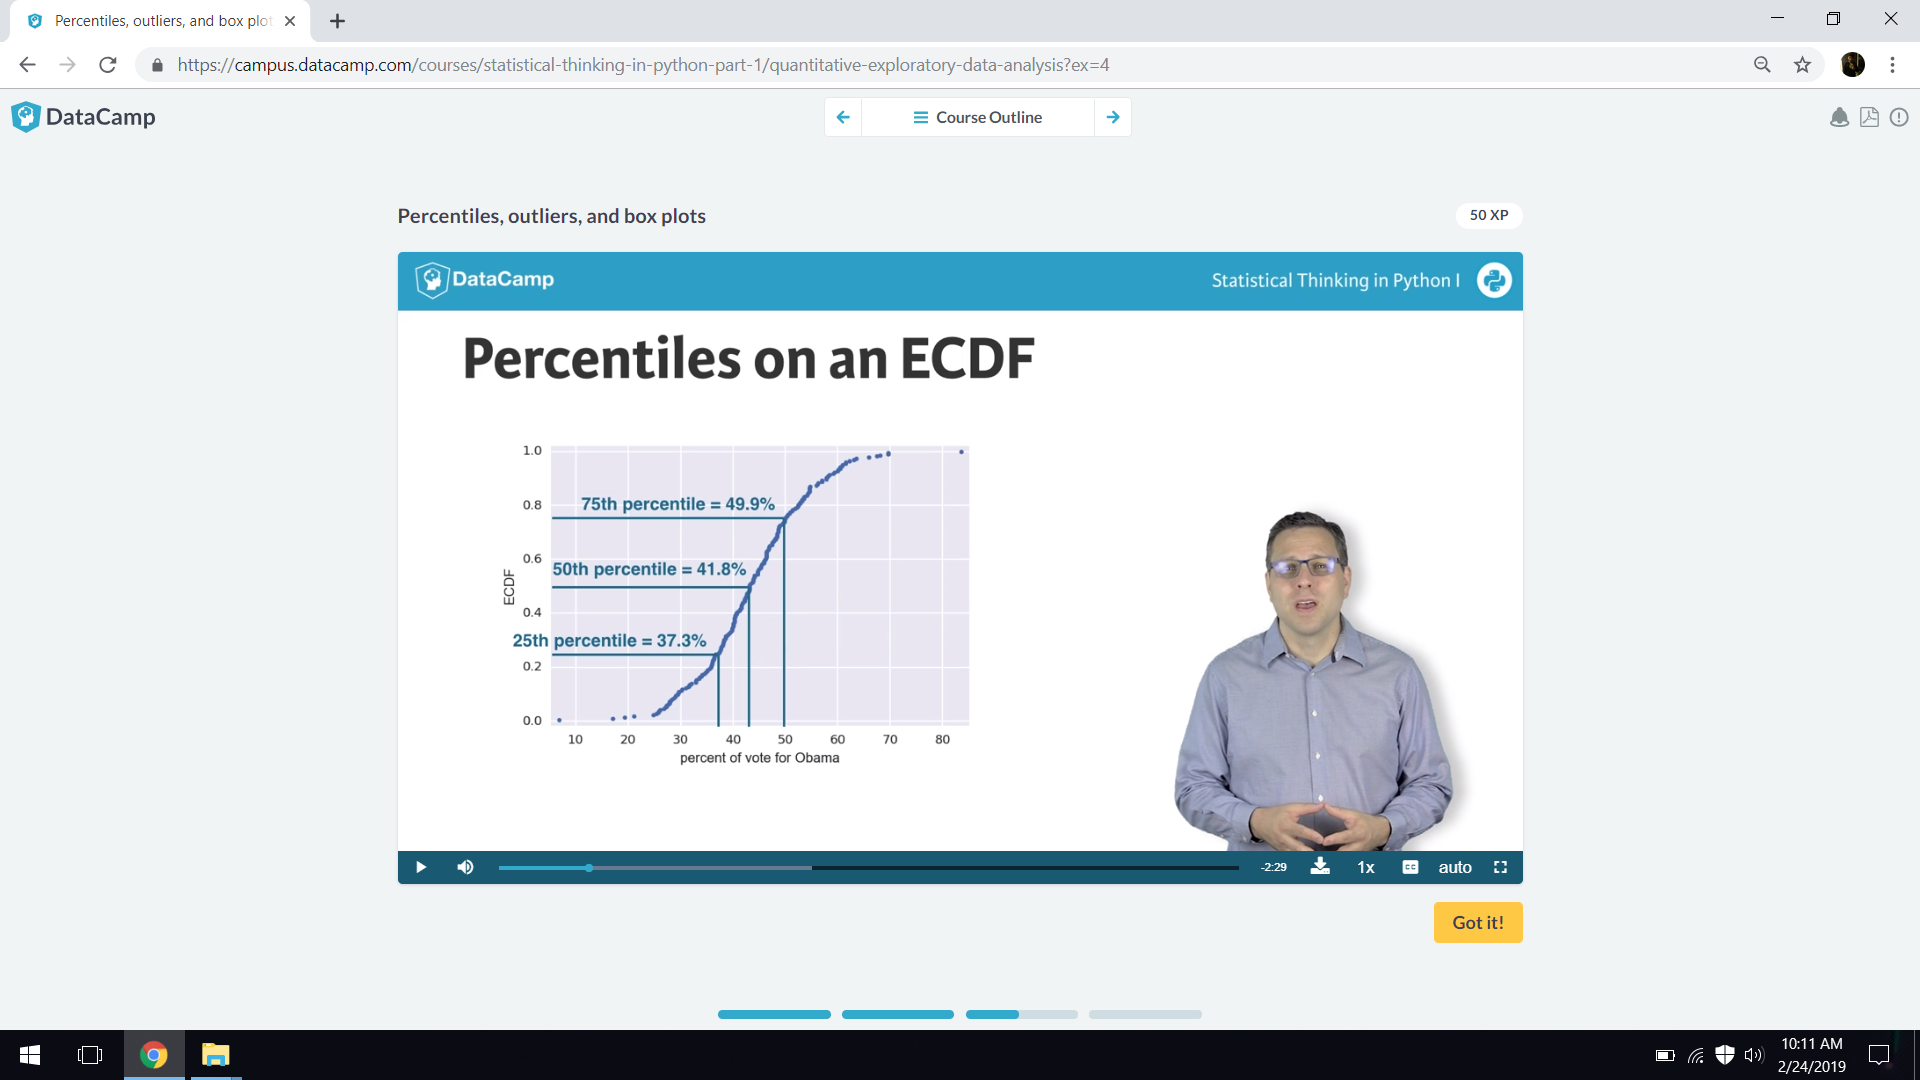 Percentiles, outliers, and box plot
https://campus.datacamp.com/courses/statistical-thinking-in-python-part-1/quantitative-exploratory-data-analysis?ex=4
DataCamp
Course Outline
Percentiles, outliers, and box plots
50 XP
DataCamp
Statistical Thinking in Python I
Percentiles on an ECDF
1.0
75th percentile = 49.9%
0.8
0.6
50th percentile = 41.8%
ECDF
0.4
25th percentile = 37.3%
0.2
0.0
10 20 30 40 50 60 70 80
percent of vote for Obama
-2:29
1x
CC
auto
Got it!
10:11 AM
2/24/2019